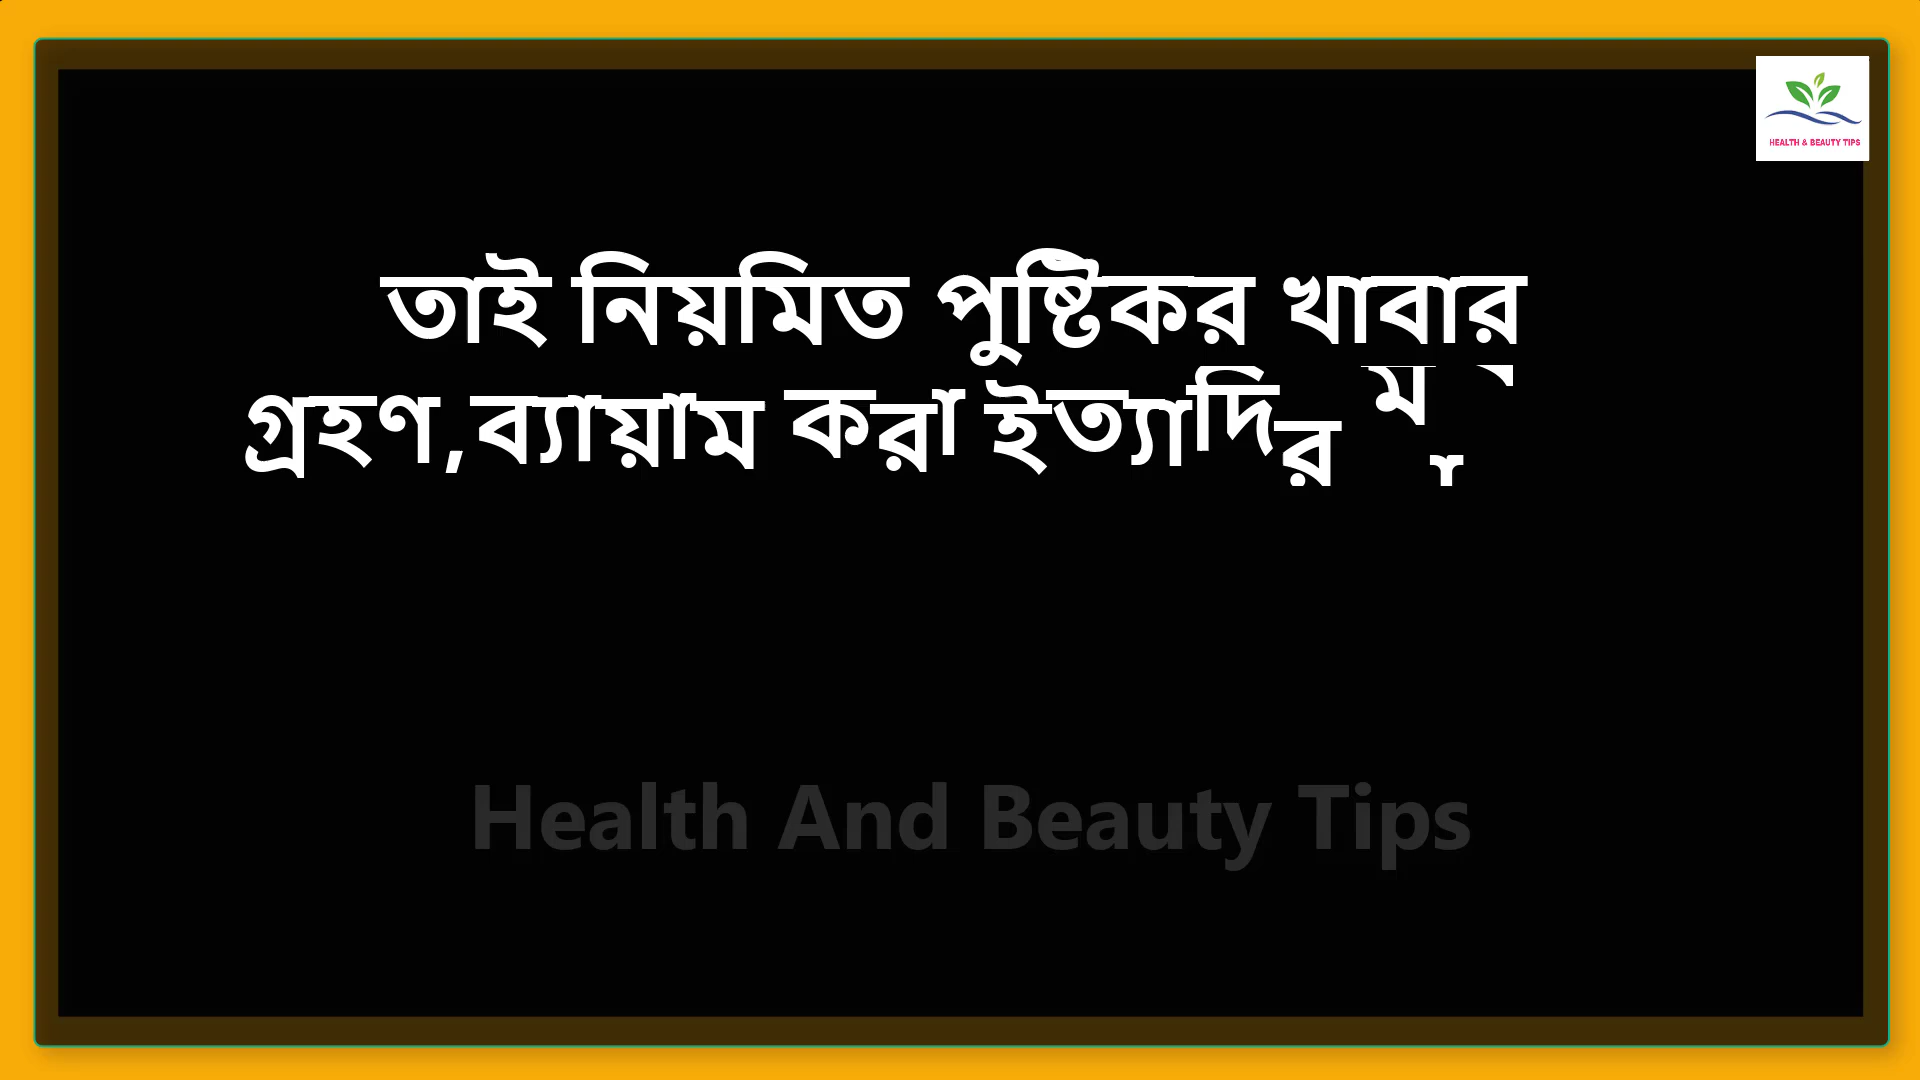 HEALTH & BEAUTY TIPS
তাই নিয়মিত পুষ্টিকর খাবার
গ্রহণ,ব্যায়াম করা ইত্যাদির
Health And Beauty Tips